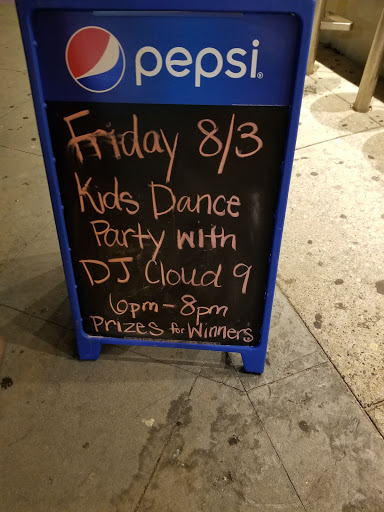 pepsi
Friday 8/3
Kids Dance
Party with
DJ Cloud 9
6pm-8pm
Prizes for Winners